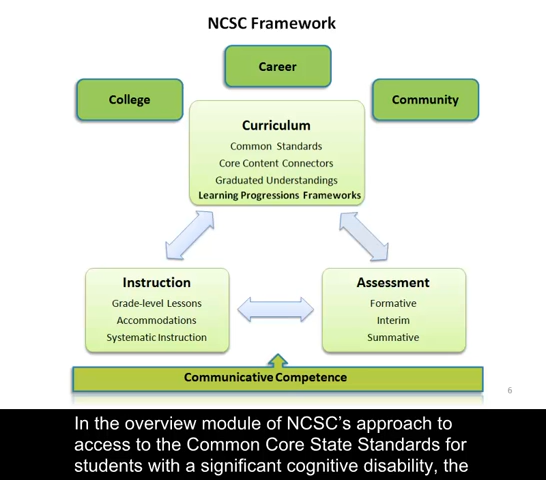 NCSC Framework
Career
College
Community
Curriculum
Common Standards
Core Content Connectors
Graduated Understandings
Learning Progressions Frameworks
Instruction
Grade-level Lessons
Accommodations
Systematic Instruction
Assessment
Formative
Interim
Summative
Communicative Competence
6
In the overview module of NCSC's approach to
access to the Common Core State Standards for
students with a significant cognitive disability, the